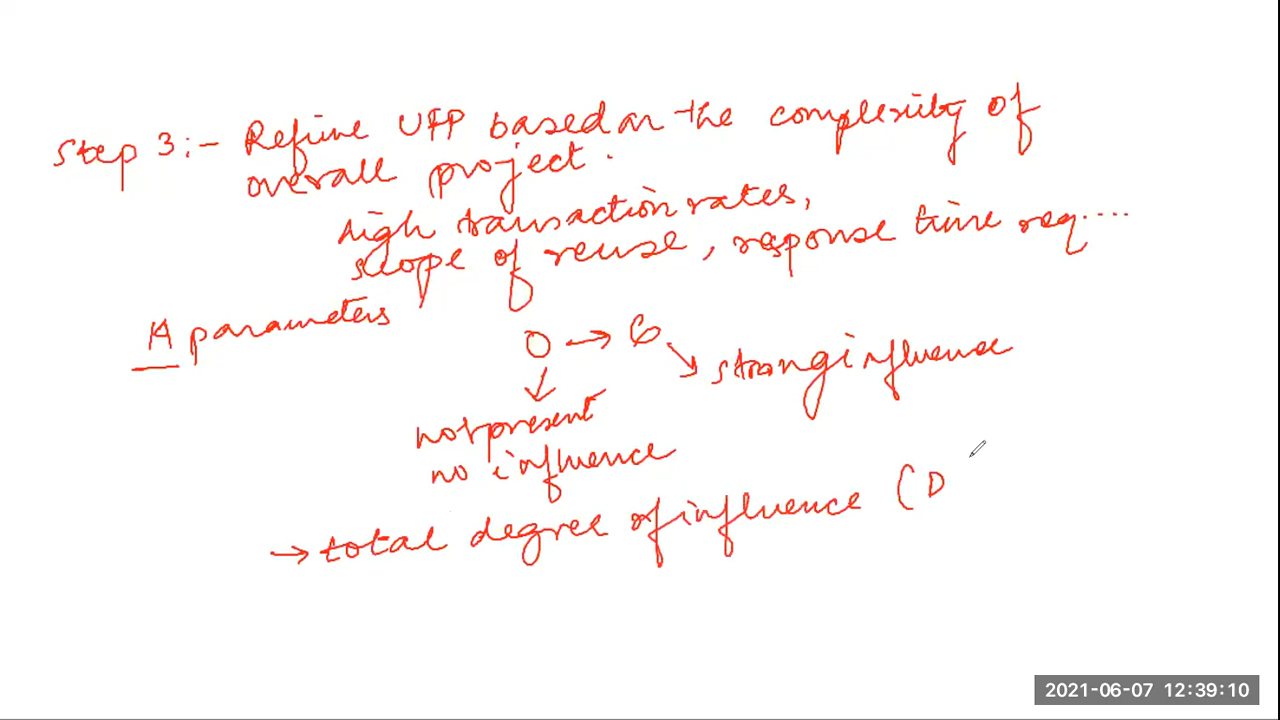 Step 3:- Refine UFP based on the complexity of
overall project.
high transaction rates,
scope of reuse, response time req....
14 parameters
0 → 6
strong influence
not present
no influence
→ total degree of influence (D
2021-06-07 12:39:10